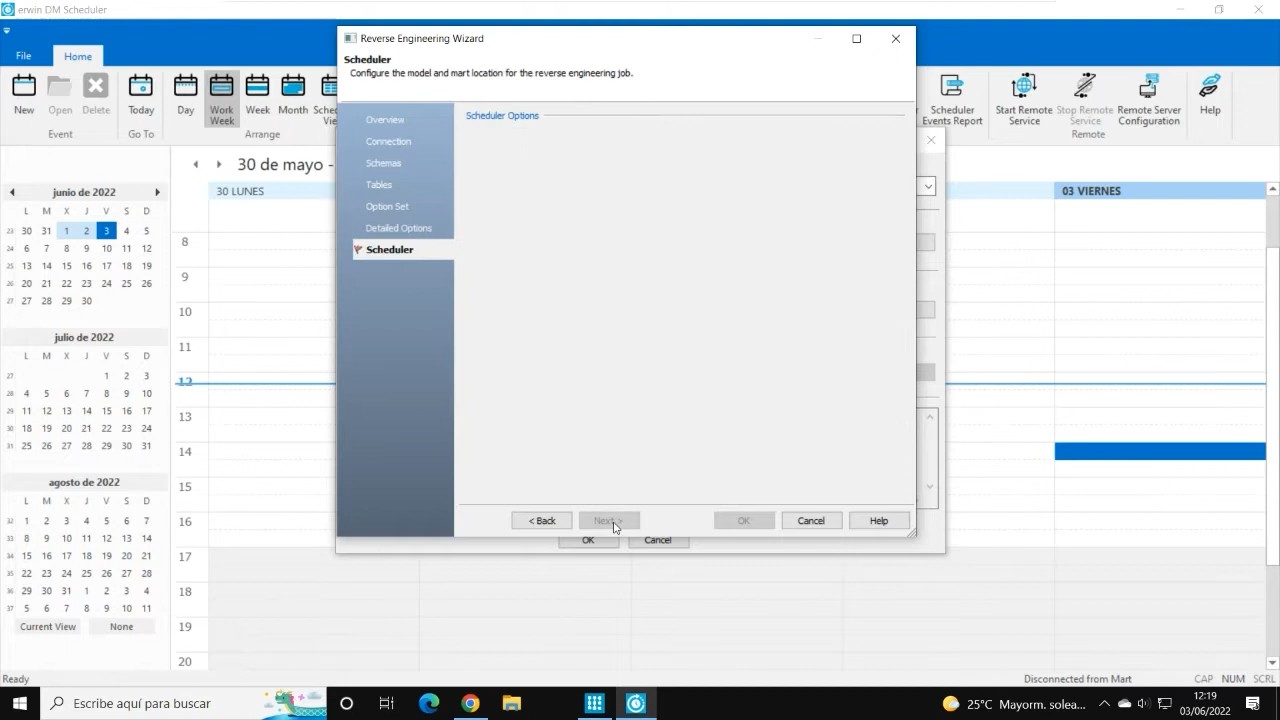 erwin DM Scheduler
File
Home
New
Open
Delete
Event
Today
Go To
Day
Work
Week
Week
Month
Arrange
Scheduler
Events Report
Start Remote
Service
Stop Remote
Service
Remote Server
Configuration
Remote
Help
Reverse Engineering Wizard
Scheduler
Configure the model and mart location for the reverse engineering job.
Overview
Connection
Schemas
Tables
Option Set
Detailed Options
Scheduler
Scheduler Options
< Back
Next >
OK
Cancel
Help
OK
Cancel
30 de mayo -
30 LUNES
03 VIERNES
8
9
10
11
12
13
14
15
16
17
18
19
20
junio de 2022
L M X J V S D
23 30 31 1 2 3 4 5
24 6 7 8 9 10 11 12
25 13 14 15 16 17 18 19
26 20 21 22 23 24 25 26
27 27 28 29 30
julio de 2022
L M X J V S D
27 1 2 3
28 4 5 6 7 8 9 10
29 11 12 13 14 15 16 17
30 18 19 20 21 22 23 24
31 25 26 27 28 29 30 31
agosto de 2022
L M X J V S D
32 1 2 3 4 5 6 7
33 8 9 10 11 12 13 14
34 15 16 17 18 19 20 21
35 22 23 24 25 26 27 28
36 29 30 31 1 2 3 4
37 5 6 7 8 9 10 11
Current View
None
Ready
Disconnected from Mart
CAP NUM SCRL
Escribe aquí para buscar
25°C Mayorm. solea...
12:19
03/06/2022